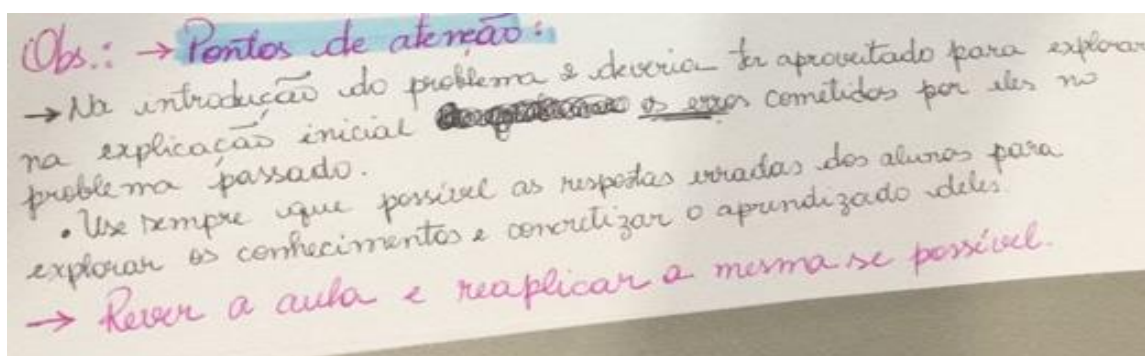 Obs.: → Pontos de atenção:
→ Na introdução do problema e deveria ter aproveitado para explorar
na explicação inicial os erros cometidos por eles no
problema passado.
• Use sempre que possível as respostas erradas dos alunos para
explorar os conhecimentos e concretizar o aprendizado deles.
→ Rever a aula e reaplicar a mesma se possível.